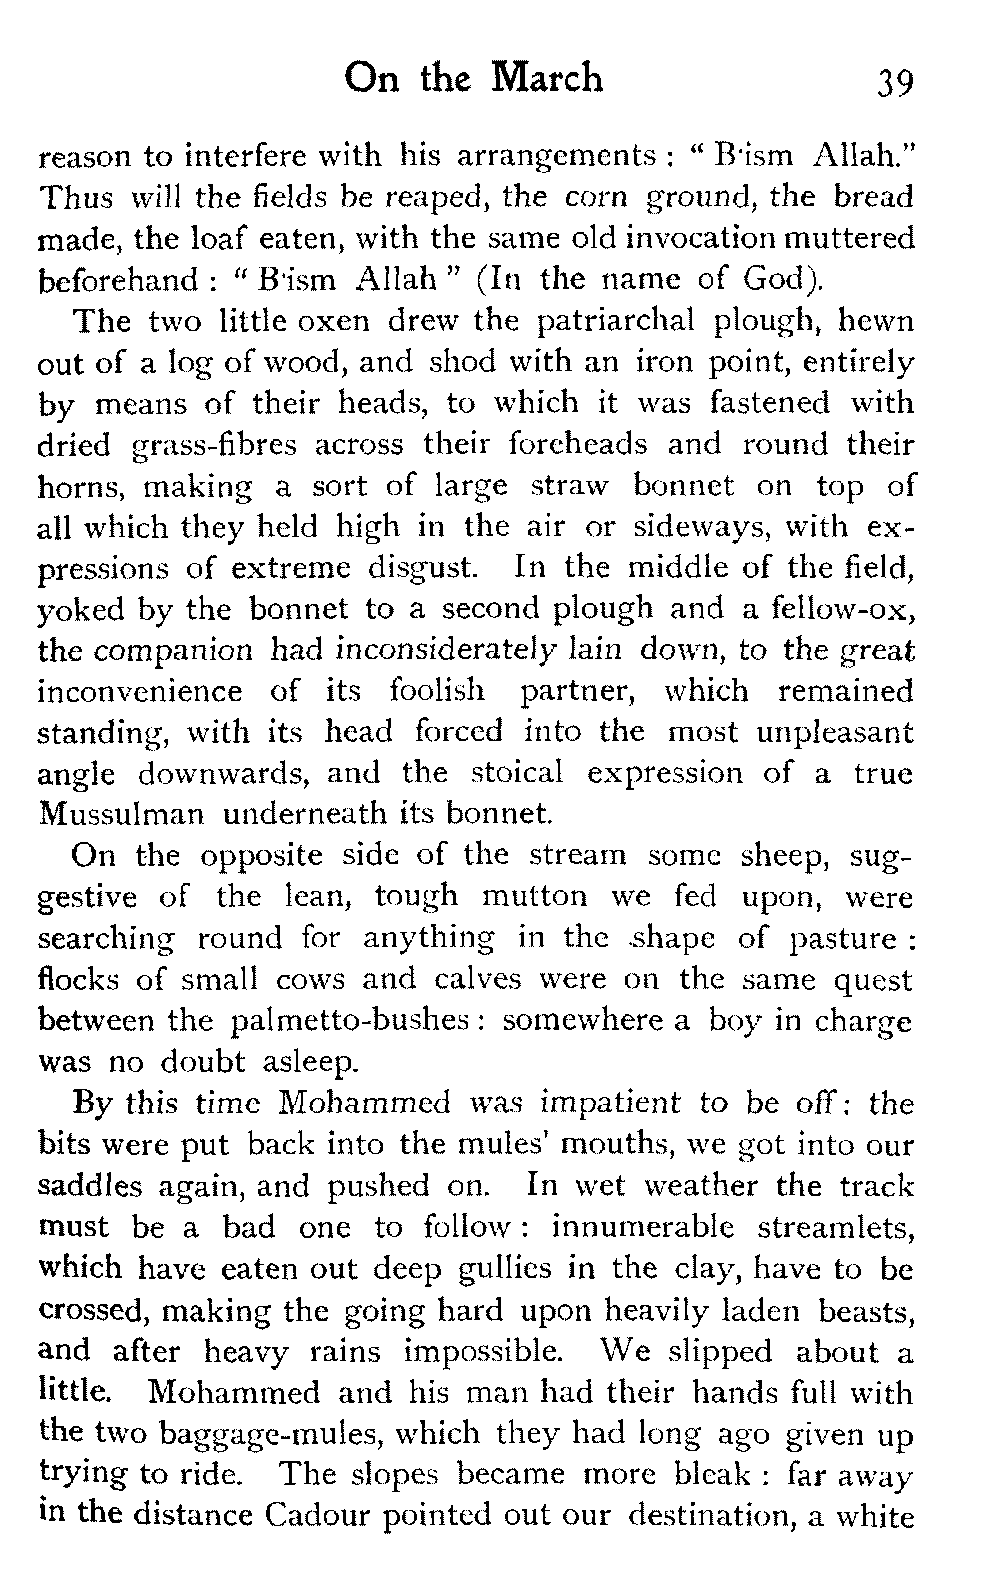 On the March 39
reason to interfere with his arrangements : “ B'ism Allah.”
Thus will the fields be reaped, the corn ground, the bread
made, the loaf eaten, with the same old invocation muttered
beforehand : “ B'ism Allah ” (In the name of God).
The two little oxen drew the patriarchal plough, hewn
out of a log of wood, and shod with an iron point, entirely
by means of their heads, to which it was fastened with
dried grass-fibres across their foreheads and round their
horns, making a sort of large straw bonnet on top of
all which they held high in the air or sideways, with ex-
pressions of extreme disgust. In the middle of the field,
yoked by the bonnet to a second plough and a fellow-ox,
the companion had inconsiderately lain down, to the great
inconvenience of its foolish partner, which remained
standing, with its head forced into the most unpleasant
angle downwards, and the stoical expression of a true
Mussulman underneath its bonnet.
On the opposite side of the stream some sheep, sug-
gestive of the lean, tough mutton we fed upon, were
searching round for anything in the shape of pasture :
flocks of small cows and calves were on the same quest
between the palmetto-bushes : somewhere a boy in charge
was no doubt asleep.
By this time Mohammed was impatient to be off : the
bits were put back into the mules' mouths, we got into our
saddles again, and pushed on. In wet weather the track
must be a bad one to follow : innumerable streamlets,
which have eaten out deep gullies in the clay, have to be
crossed, making the going hard upon heavily laden beasts,
and after heavy rains impossible. We slipped about a
little. Mohammed and his man had their hands full with
the two baggage-mules, which they had long ago given up
trying to ride. The slopes became more bleak : far away
in the distance Cadour pointed out our destination, a white